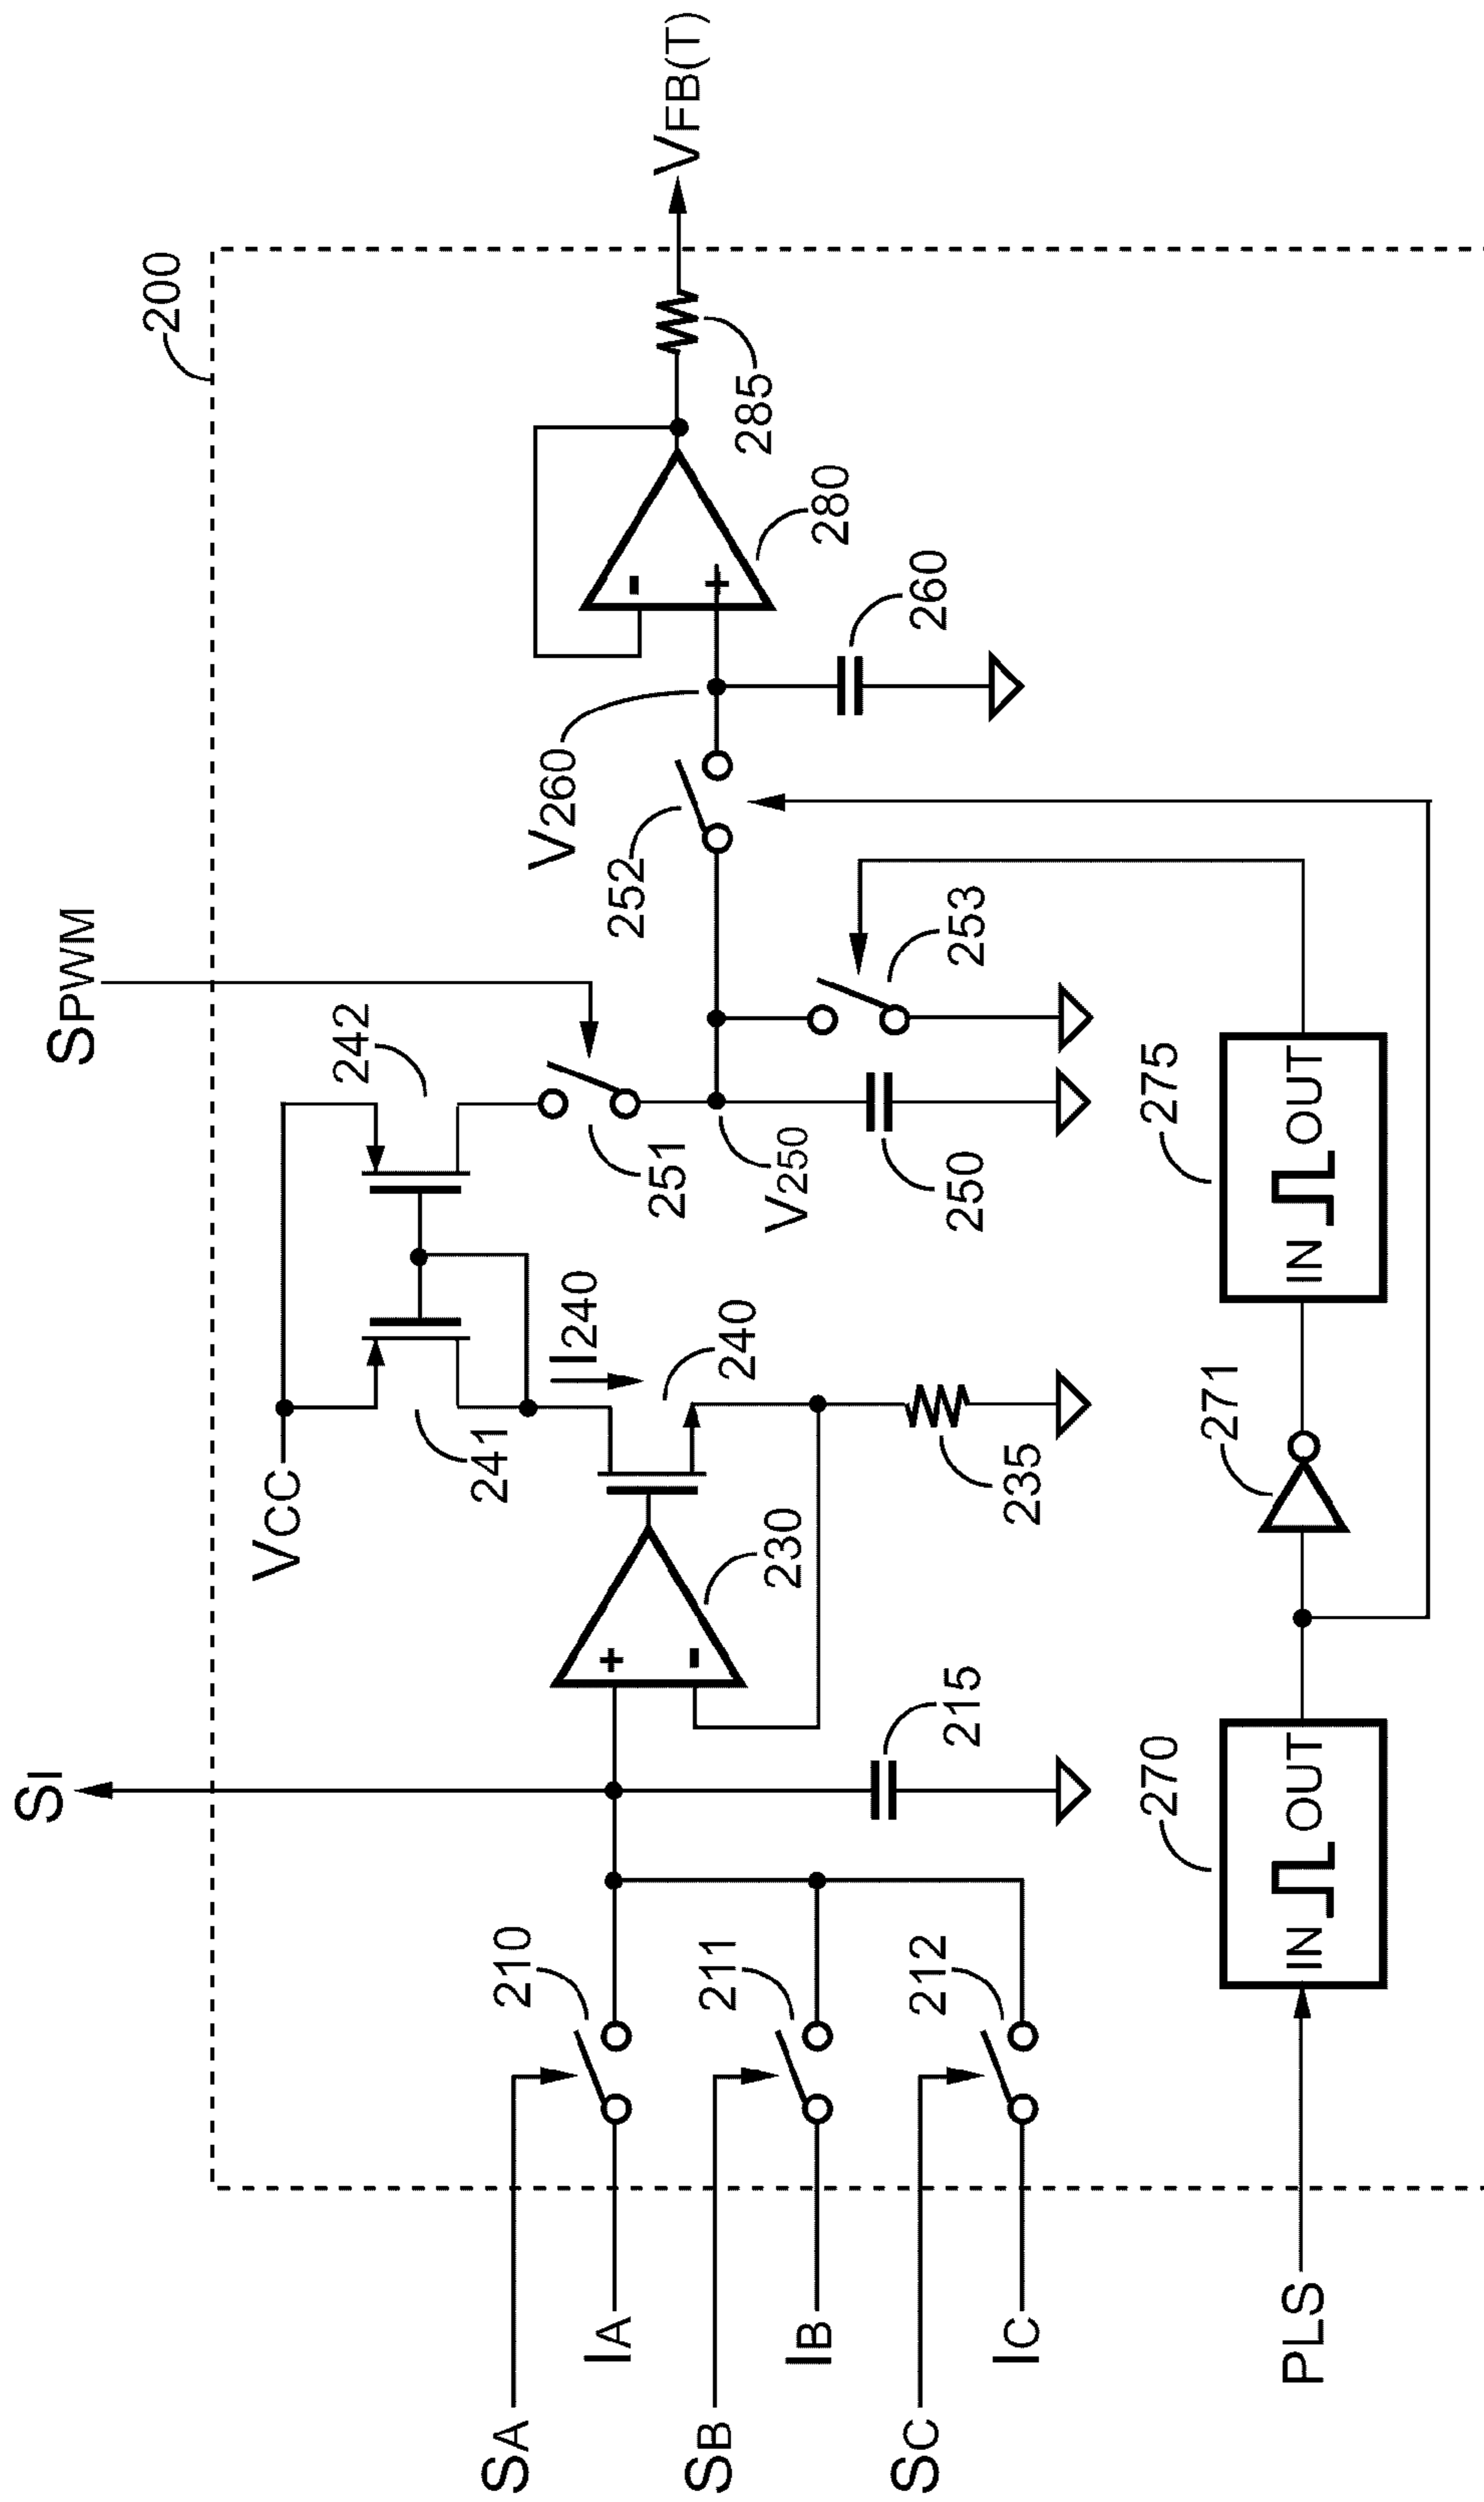 200
SI
SPWM
VCC
242
241
I240
240
251
V260
252
285
VFB(T)
280
260
253
V250
250
230
235
215
SA
210
IA
SB
211
IB
SC
212
IC
+
-
-
+
PLS
270
IN OUT
271
275
IN OUT